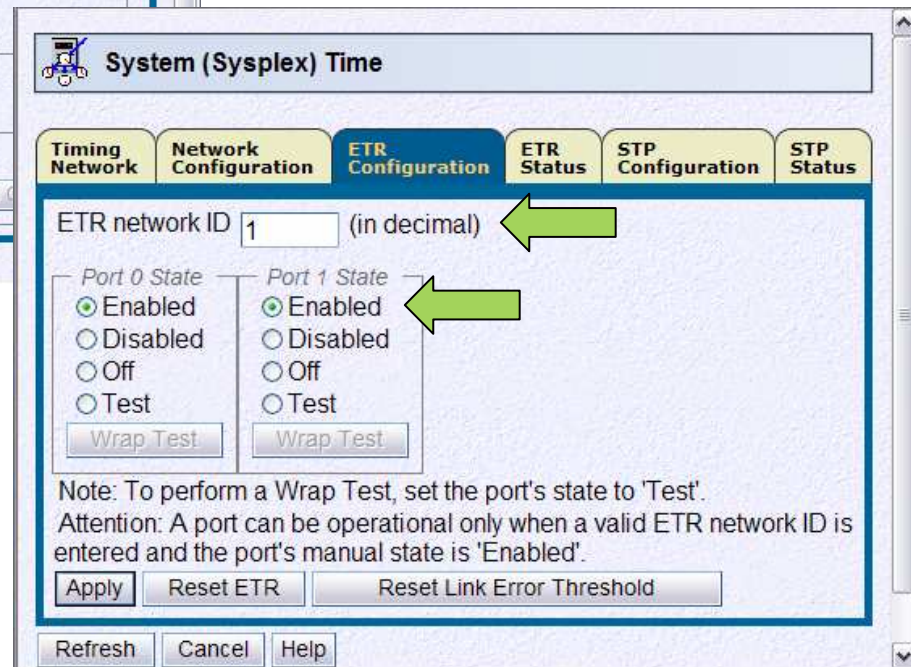 System (Sysplex) Time
Timing Network
Network Configuration
ETR Configuration
ETR Status
STP Configuration
STP Status
ETR network ID 1 (in decimal)
Port 0 State
Port 1 State
Enabled
Enabled
Disabled
Disabled
Off
Off
Test
Test
Wrap Test
Wrap Test
Note: To perform a Wrap Test, set the port's state to 'Test'.
Attention: A port can be operational only when a valid ETR network ID is
entered and the port's manual state is 'Enabled'.
Apply
Reset ETR
Reset Link Error Threshold
Refresh
Cancel
Help